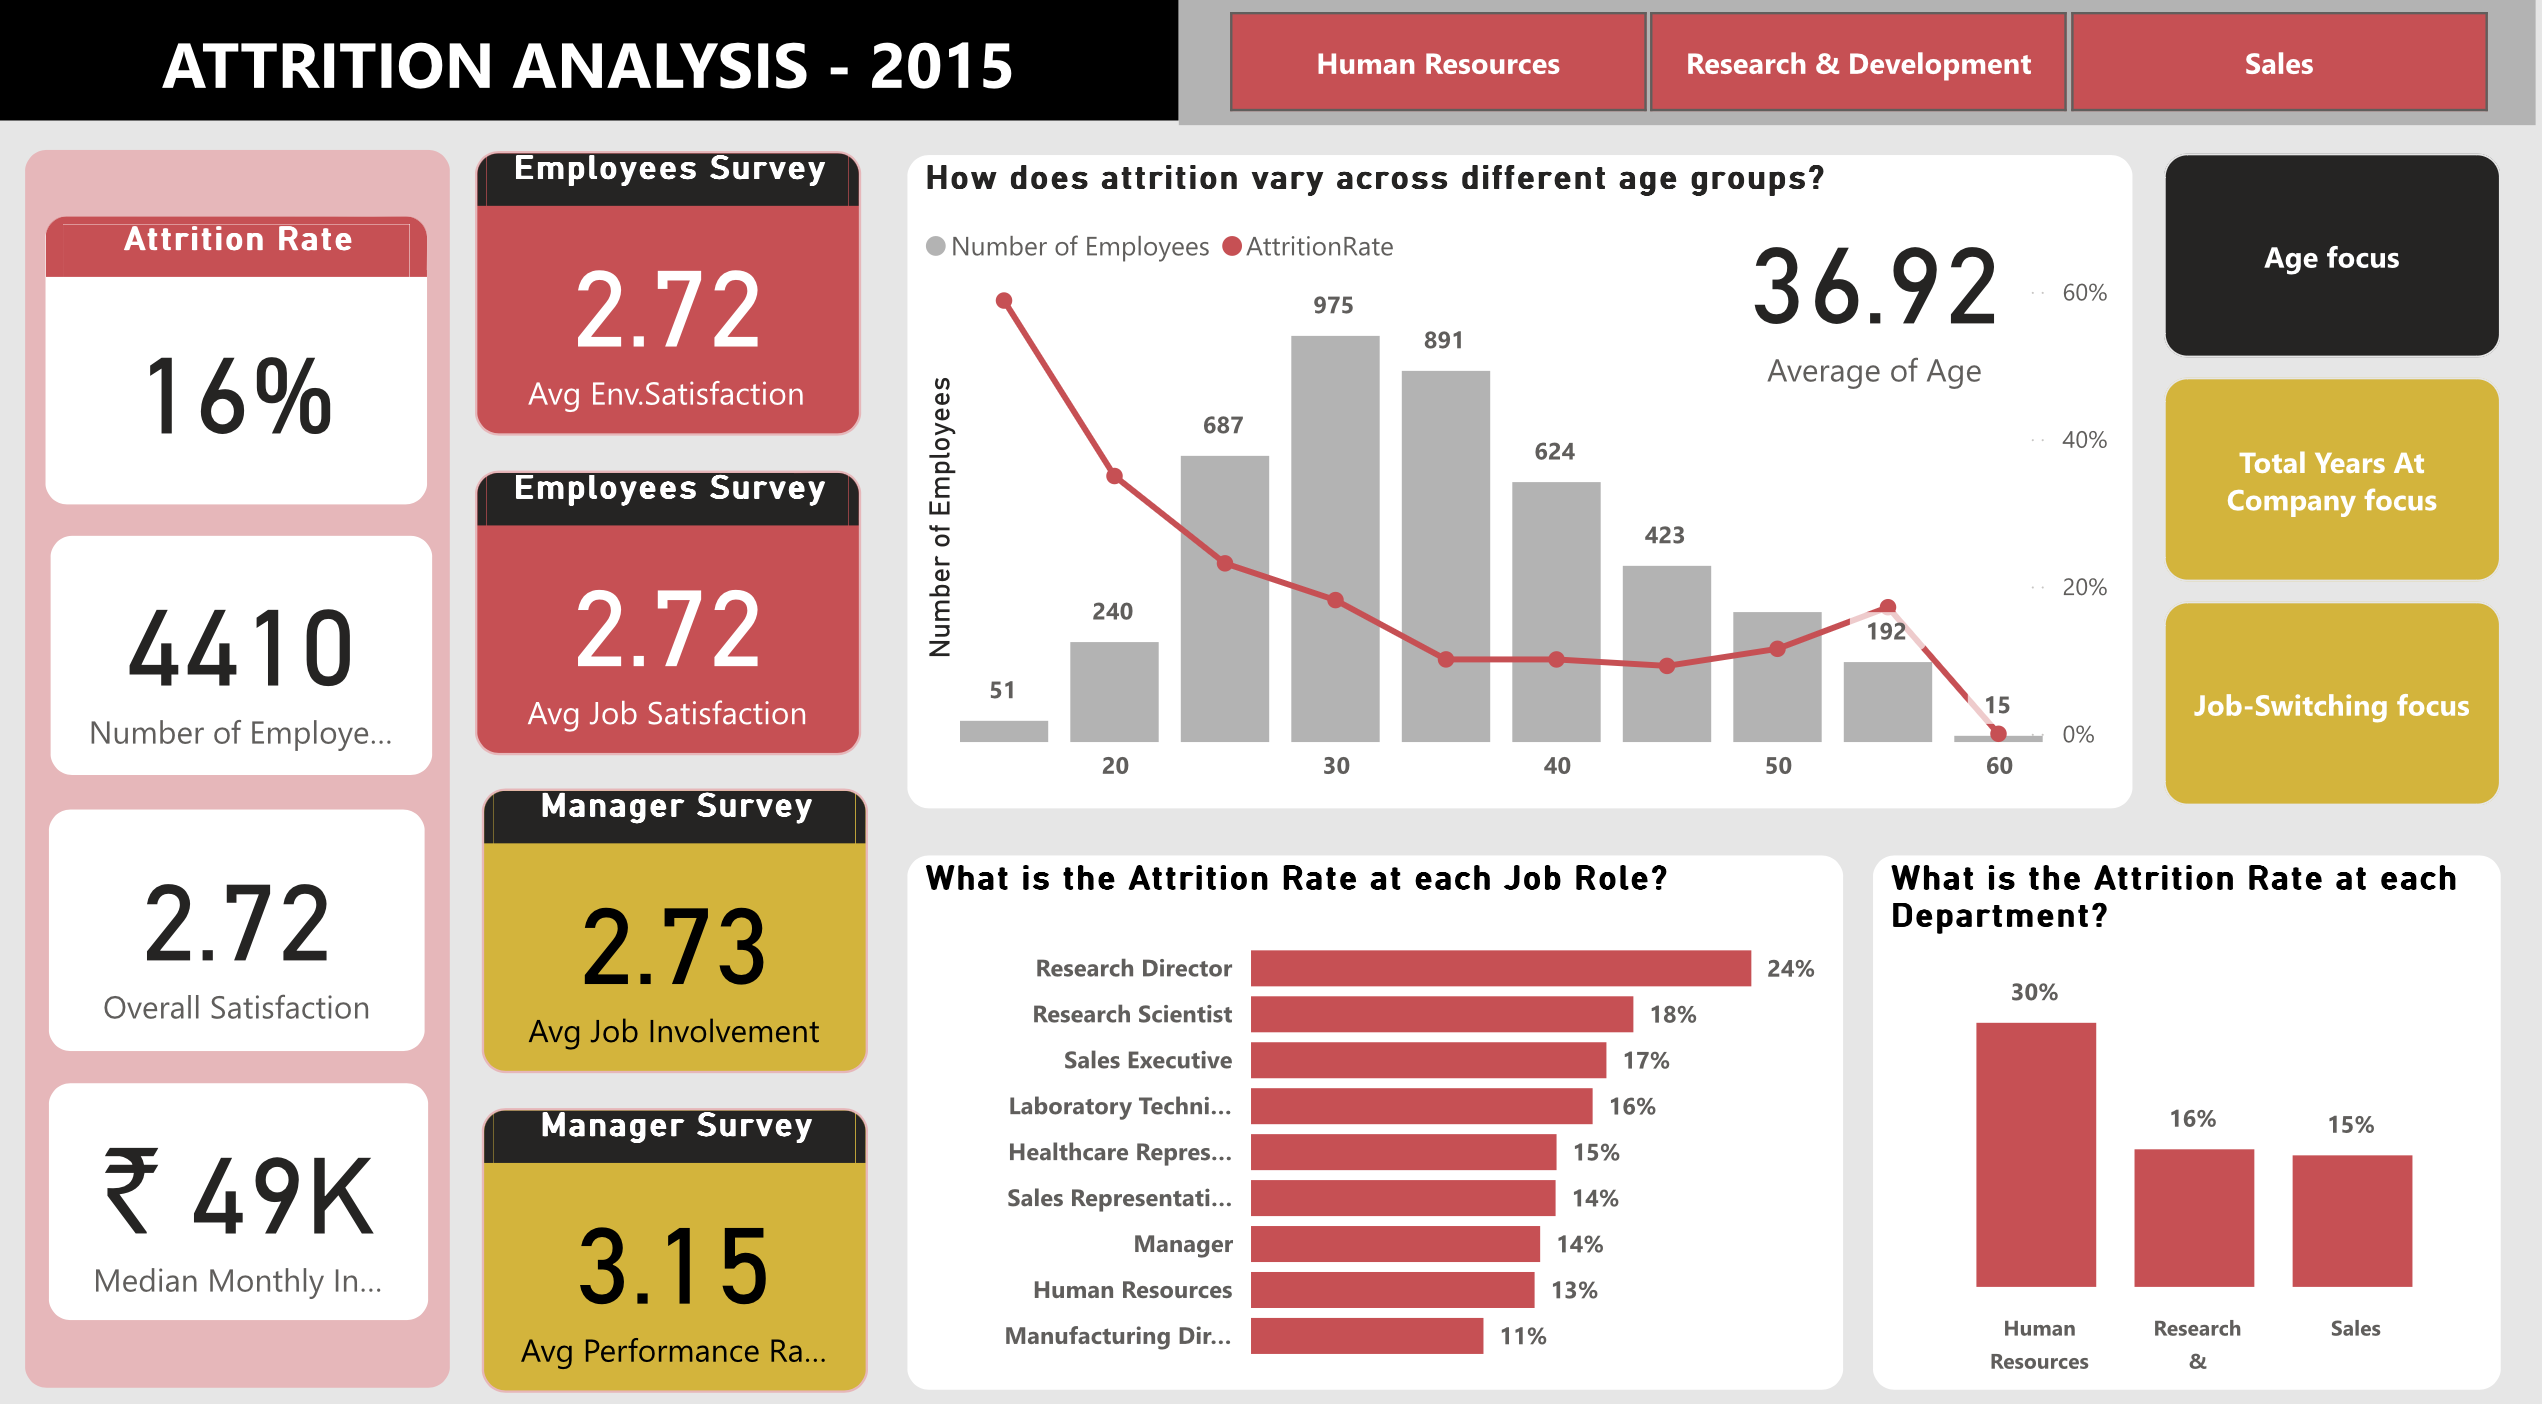 ATTRITION ANALYSIS - 2015
Human Resources
Research & Development
Sales
Attrition Rate
16%
4410
Number of Employe...
2.72
Overall Satisfaction
₹ 49K
Median Monthly In...
Employees Survey
2.72
Avg Env.Satisfaction
Employees Survey
2.72
Avg Job Satisfaction
Manager Survey
2.73
Avg Job Involvement
Manager Survey
3.15
Avg Performance Ra...
How does attrition vary across different age groups?
Number of Employees
AttritionRate
36.92
Average of Age
Number of Employees
51
240
687
975
891
624
423
192
15
60%
40%
20%
0%
20
30
40
50
60
Age focus
Total Years At
Company focus
Job-Switching focus
What is the Attrition Rate at each Job Role?
Research Director 24%
Research Scientist 18%
Sales Executive 17%
Laboratory Techni... 16%
Healthcare Repres... 15%
Sales Representati... 14%
Manager 14%
Human Resources 13%
Manufacturing Dir... 11%
What is the Attrition Rate at each
Department?
30%
16%
15%
Human
Resources
Research
&
Sales